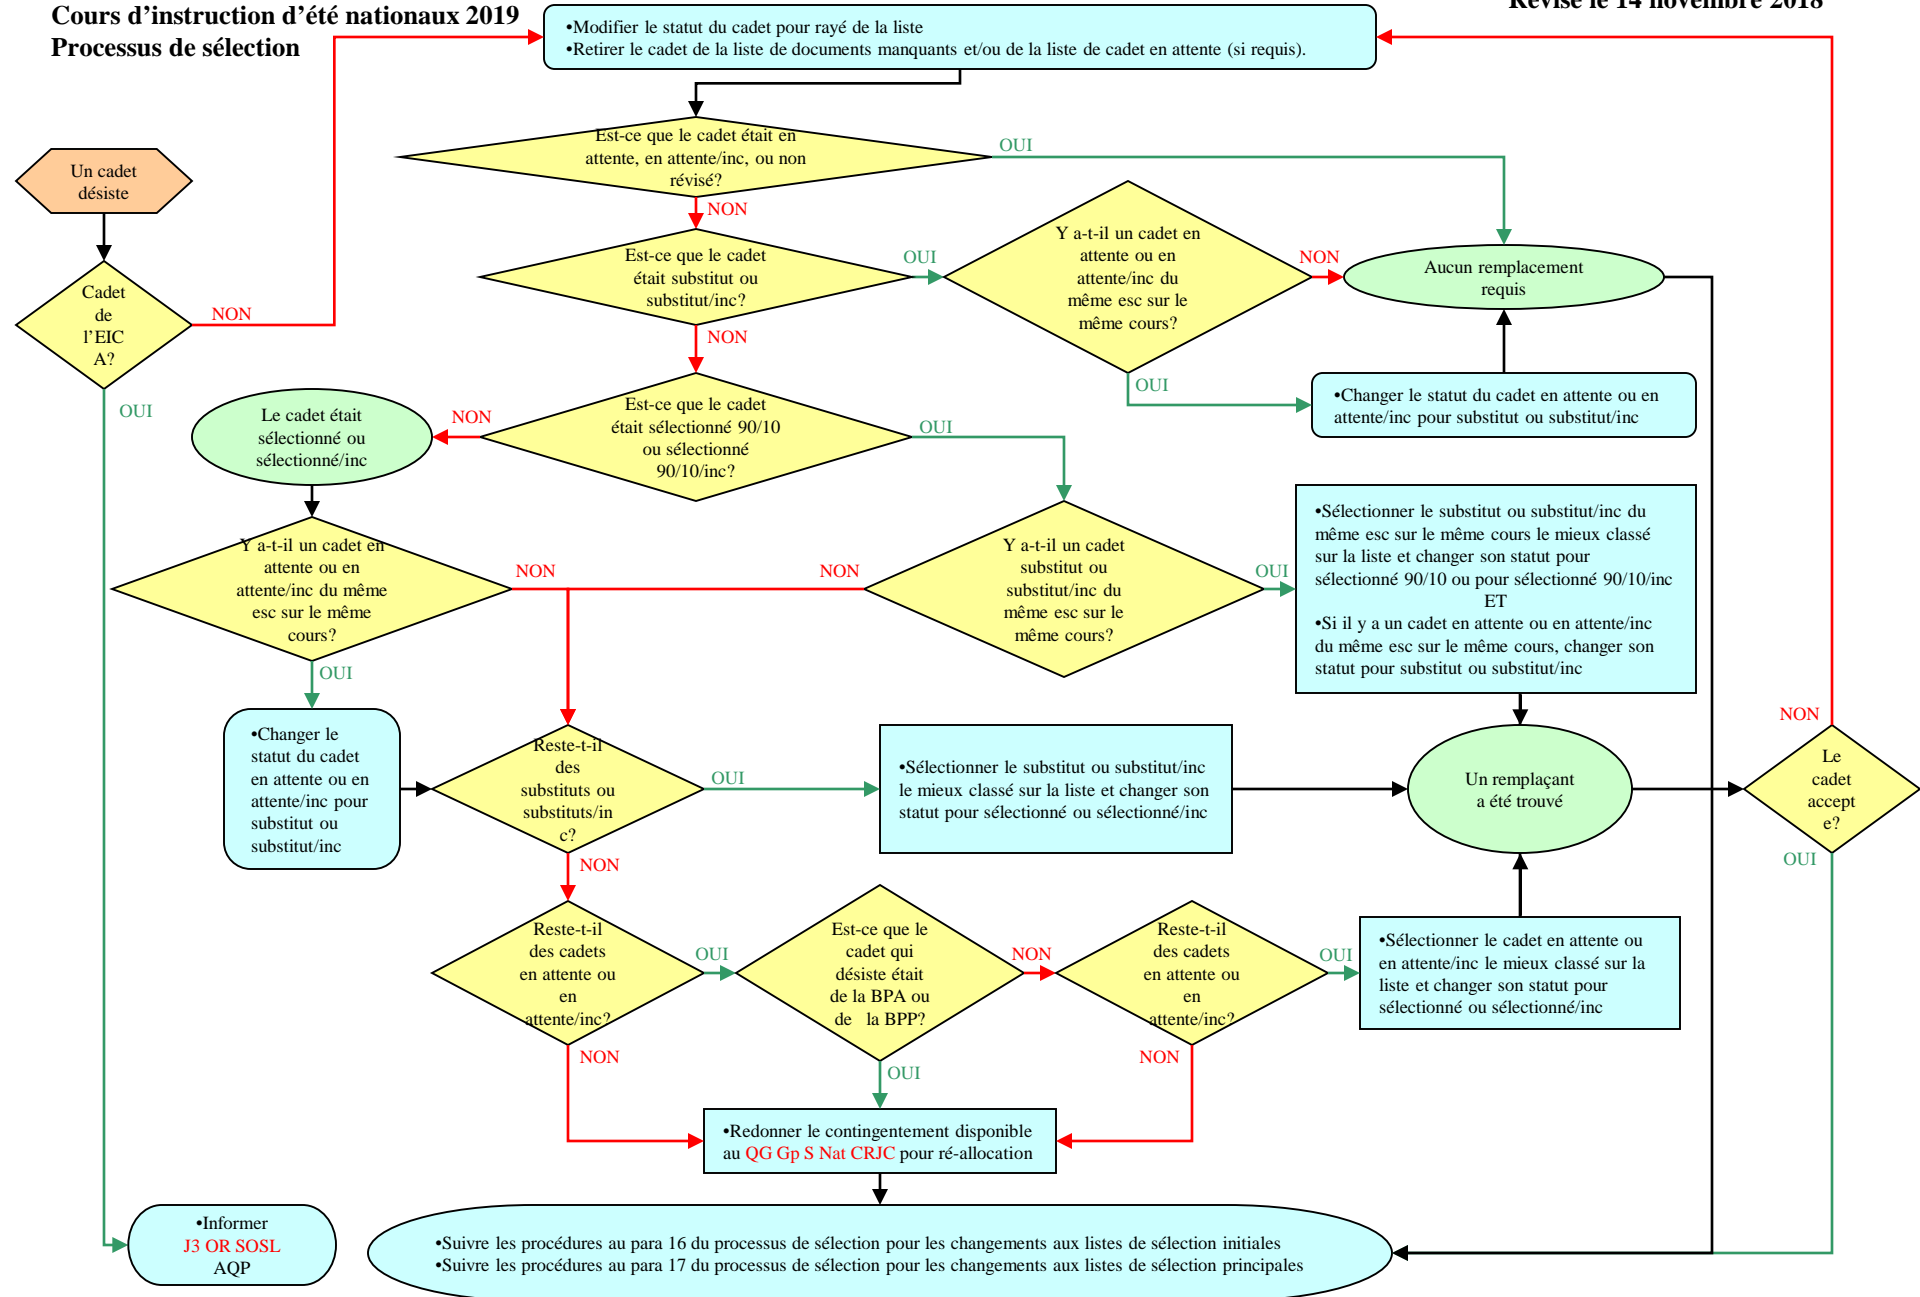 Cours d'instruction d'été nationaux 2019
Processus de sélection
Révisé le 14 novembre 2018
•Modifier le statut du cadet pour rayé de la liste
•Retirer le cadet de la liste de documents manquants et/ou de la liste de cadet en attente (si requis).
Un cadet
désiste
Cadet
de
l'EIC
A?
NON
OUI
Est-ce que le cadet était en
attente, en attente/inc, ou non
révisé?
OUI
NON
Est-ce que le cadet
était substitut ou
substitut/inc?
OUI
NON
Y a-t-il un cadet en
attente ou en
attente/inc du
même esc sur le
même cours?
NON
OUI
Aucun remplacement
requis
•Changer le statut du cadet en attente ou en
attente/inc pour substitut ou substitut/inc
Est-ce que le cadet
était sélectionné 90/10
ou sélectionné
90/10/inc?
NON
OUI
Le cadet était
sélectionné ou
sélectionné/inc
Y a-t-il un cadet en
attente ou en
attente/inc du même
esc sur le même
cours?
NON
OUI
Y a-t-il un cadet
substitut ou
substitut/inc du
même esc sur le
même cours?
NON
OUI
•Sélectionner le substitut ou substitut/inc du
même esc sur le même cours le mieux classé
sur la liste et changer son statut pour
sélectionné 90/10 ou pour sélectionné 90/10/inc
ET
•Si il y a un cadet en attente ou en attente/inc
du même esc sur le même cours, changer son
statut pour substitut ou substitut/inc
•Changer le
statut du cadet
en attente ou en
attente/inc pour
substitut ou
substitut/inc
Reste-t-il
des
substituts ou
substituts/in
c?
OUI
NON
•Sélectionner le substitut ou substitut/inc
le mieux classé sur la liste et changer son
statut pour sélectionné ou sélectionné/inc
Un remplaçant
a été trouvé
Le
cadet
accept
e?
NON
OUI
Reste-t-il
des cadets
en attente ou
en
attente/inc?
OUI
NON
Est-ce que le
cadet qui
désiste était
de la BPA ou
de la BPP?
NON
OUI
Reste-t-il
des cadets
en attente ou
en
attente/inc?
OUI
NON
•Sélectionner le cadet en attente ou
en attente/inc le mieux classé sur la
liste et changer son statut pour
sélectionné ou sélectionné/inc
•Redonner le contingentement disponible
au QG Gp S Nat CRJC pour ré-allocation
•Informer
J3 OR SOSL
AQP
•Suivre les procédures au para 16 du processus de sélection pour les changements aux listes de sélection initiales
•Suivre les procédures au para 17 du processus de sélection pour les changements aux listes de sélection principales